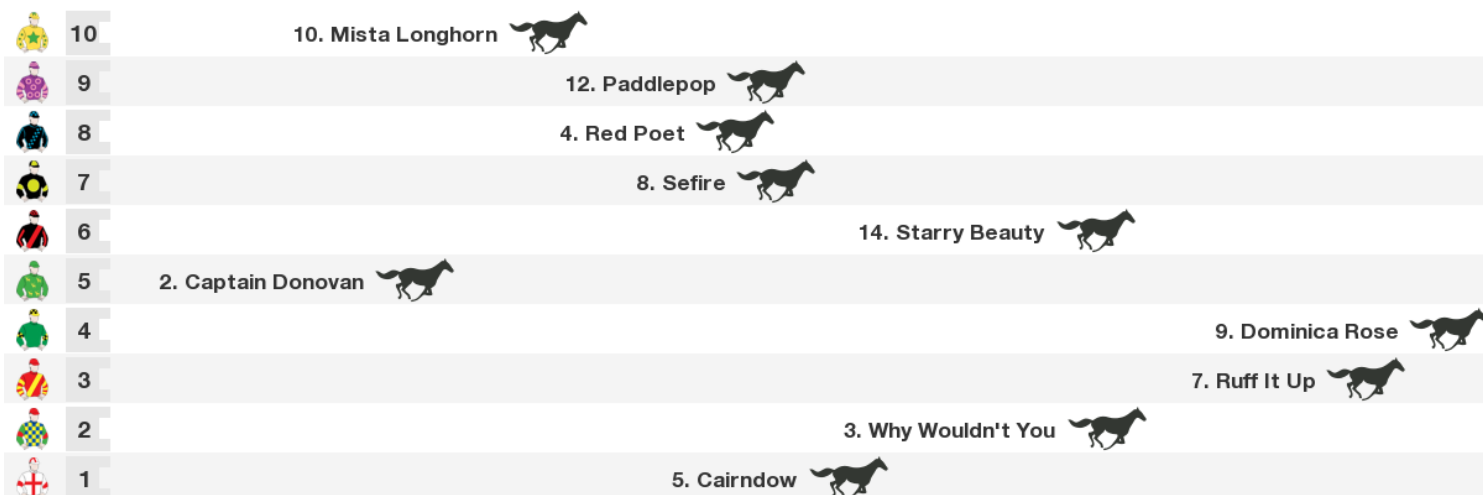 10 10. Mista Longhorn
9 12. Paddlepop
8 4. Red Poet
7 8. Sefire
6 14. Starry Beauty
5 2. Captain Donovan
4 9. Dominica Rose
3 7. Ruff It Up
2 3. Why Wouldn't You
1 5. Cairndow